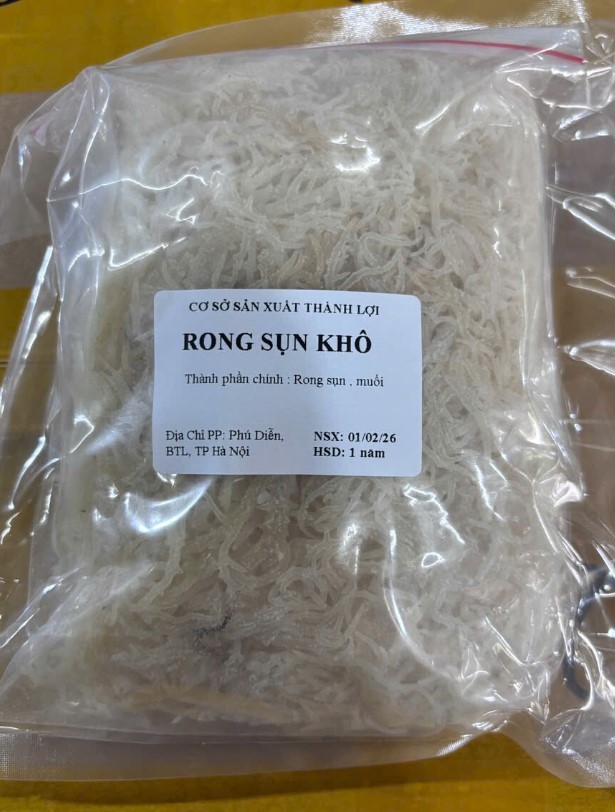 CƠ SỞ SẢN XUẤT THÀNH LỢI
RONG SỤN KHÔ
Thành phần chính : Rong sụn , muối
Địa Chỉ PP: Phú Diễn,
BTL, TP Hà Nội
NSX: 01/02/26
HSD: 1 năm